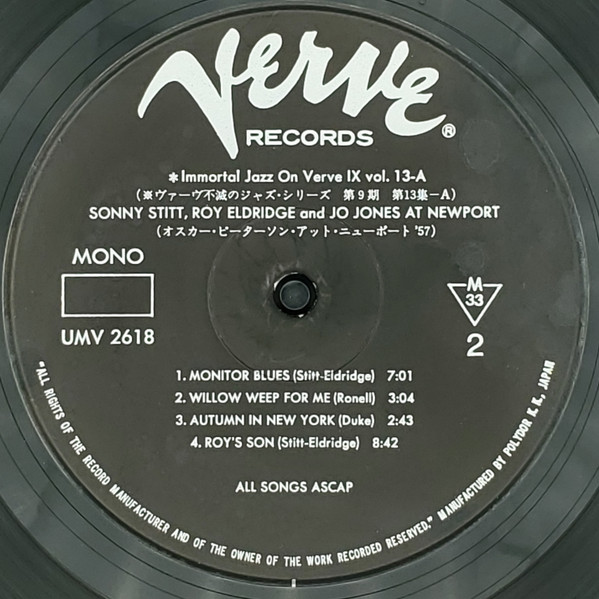 Verve
RECORDS ®
※Immortal Jazz On Verve IX vol. 13-A
(※ヴァーヴ不滅のジャズ・シリーズ 第9期 第13集-A)
SONNY STITT, ROY ELDRIDGE and JO JONES AT NEWPORT
(オスカー・ピーターソン・アット・ニューポート'57)
MONO
UMV 2618
M
33
2
1. MONITOR BLUES (Stitt-Eldridge) 7:01
2. WILLOW WEEP FOR ME (Ronell) 3:04
3. AUTUMN IN NEW YORK (Duke) 2:43
4. ROY'S SON (Stitt-Eldridge) 8:42
ALL SONGS ASCAP
"ALL RIGHTS OF THE RECORD MANUFACTURER AND OF THE OWNER OF THE WORK RECORDED RESERVED." MANUFACTURED BY POLYDOR K. K., JAPAN